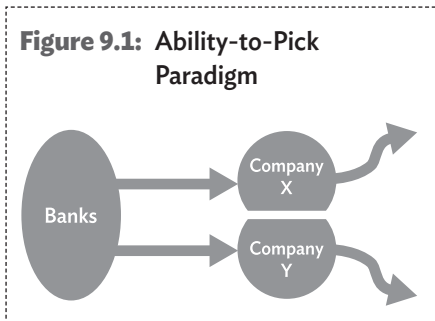 Figure 9.1: Ability-to-Pick
Paradigm
Banks
Company
X
Company
Y